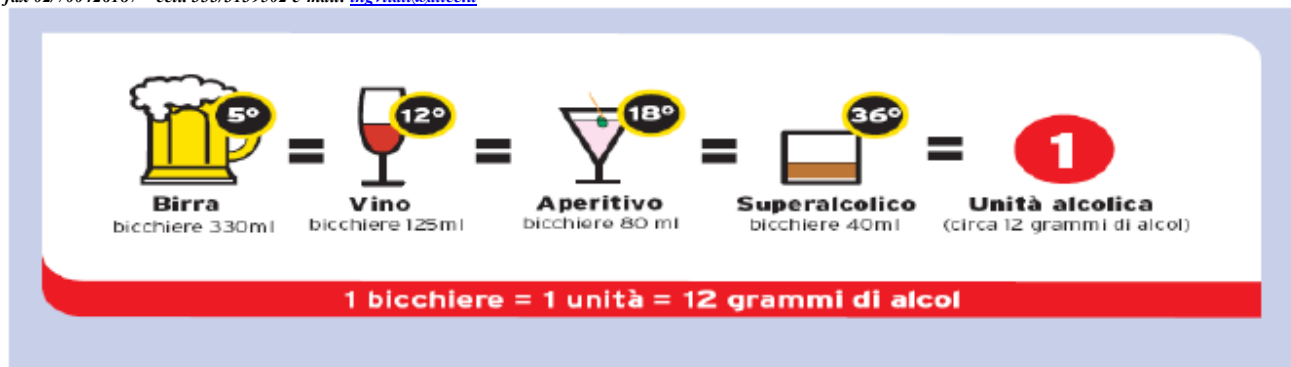 5° = 12° = 18° = 36° = 1
Birra Vino Aperitivo Superalcolico Unità alcolica
bicchiere 330ml bicchiere 125ml bicchiere 80 ml bicchiere 40ml (circa 12 grammi di alcol)
1 bicchiere = 1 unità = 12 grammi di alcol